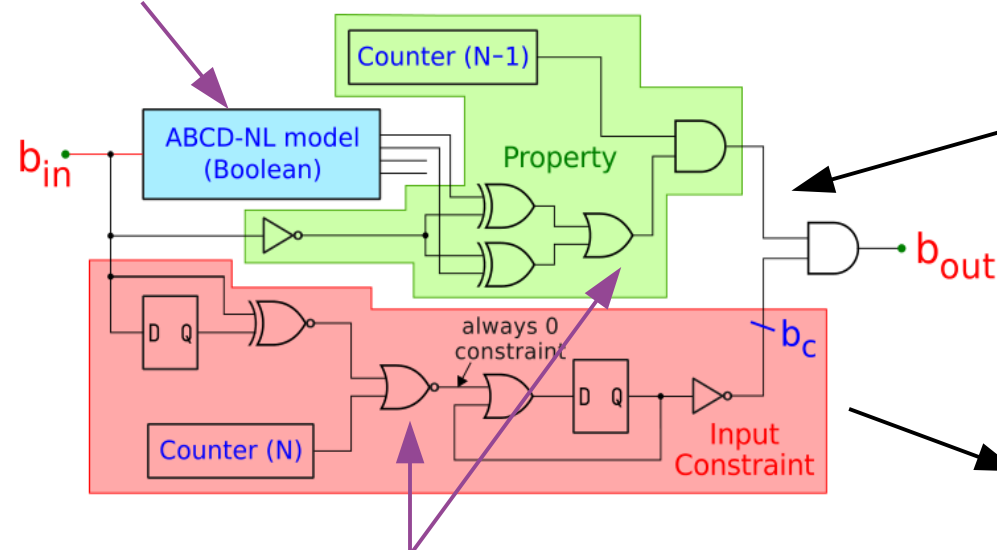 Counter (N−1)
ABCD-NL model
(Boolean)
b_in
Property
b_out
always 0
constraint
b_c
D Q
D Q
Counter (N)
Input
Constraint